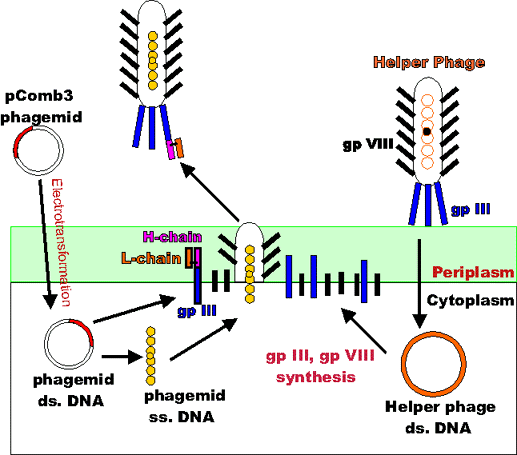 Helper Phage
pComb3
phagemid
gp VIII
Electrotransformation
gp III
H-chain
L-chain
Periplasm
Cytoplasm
gp III
gp III, gp VIII
synthesis
phagemid
ds. DNA
phagemid
ss. DNA
Helper phage
ds. DNA